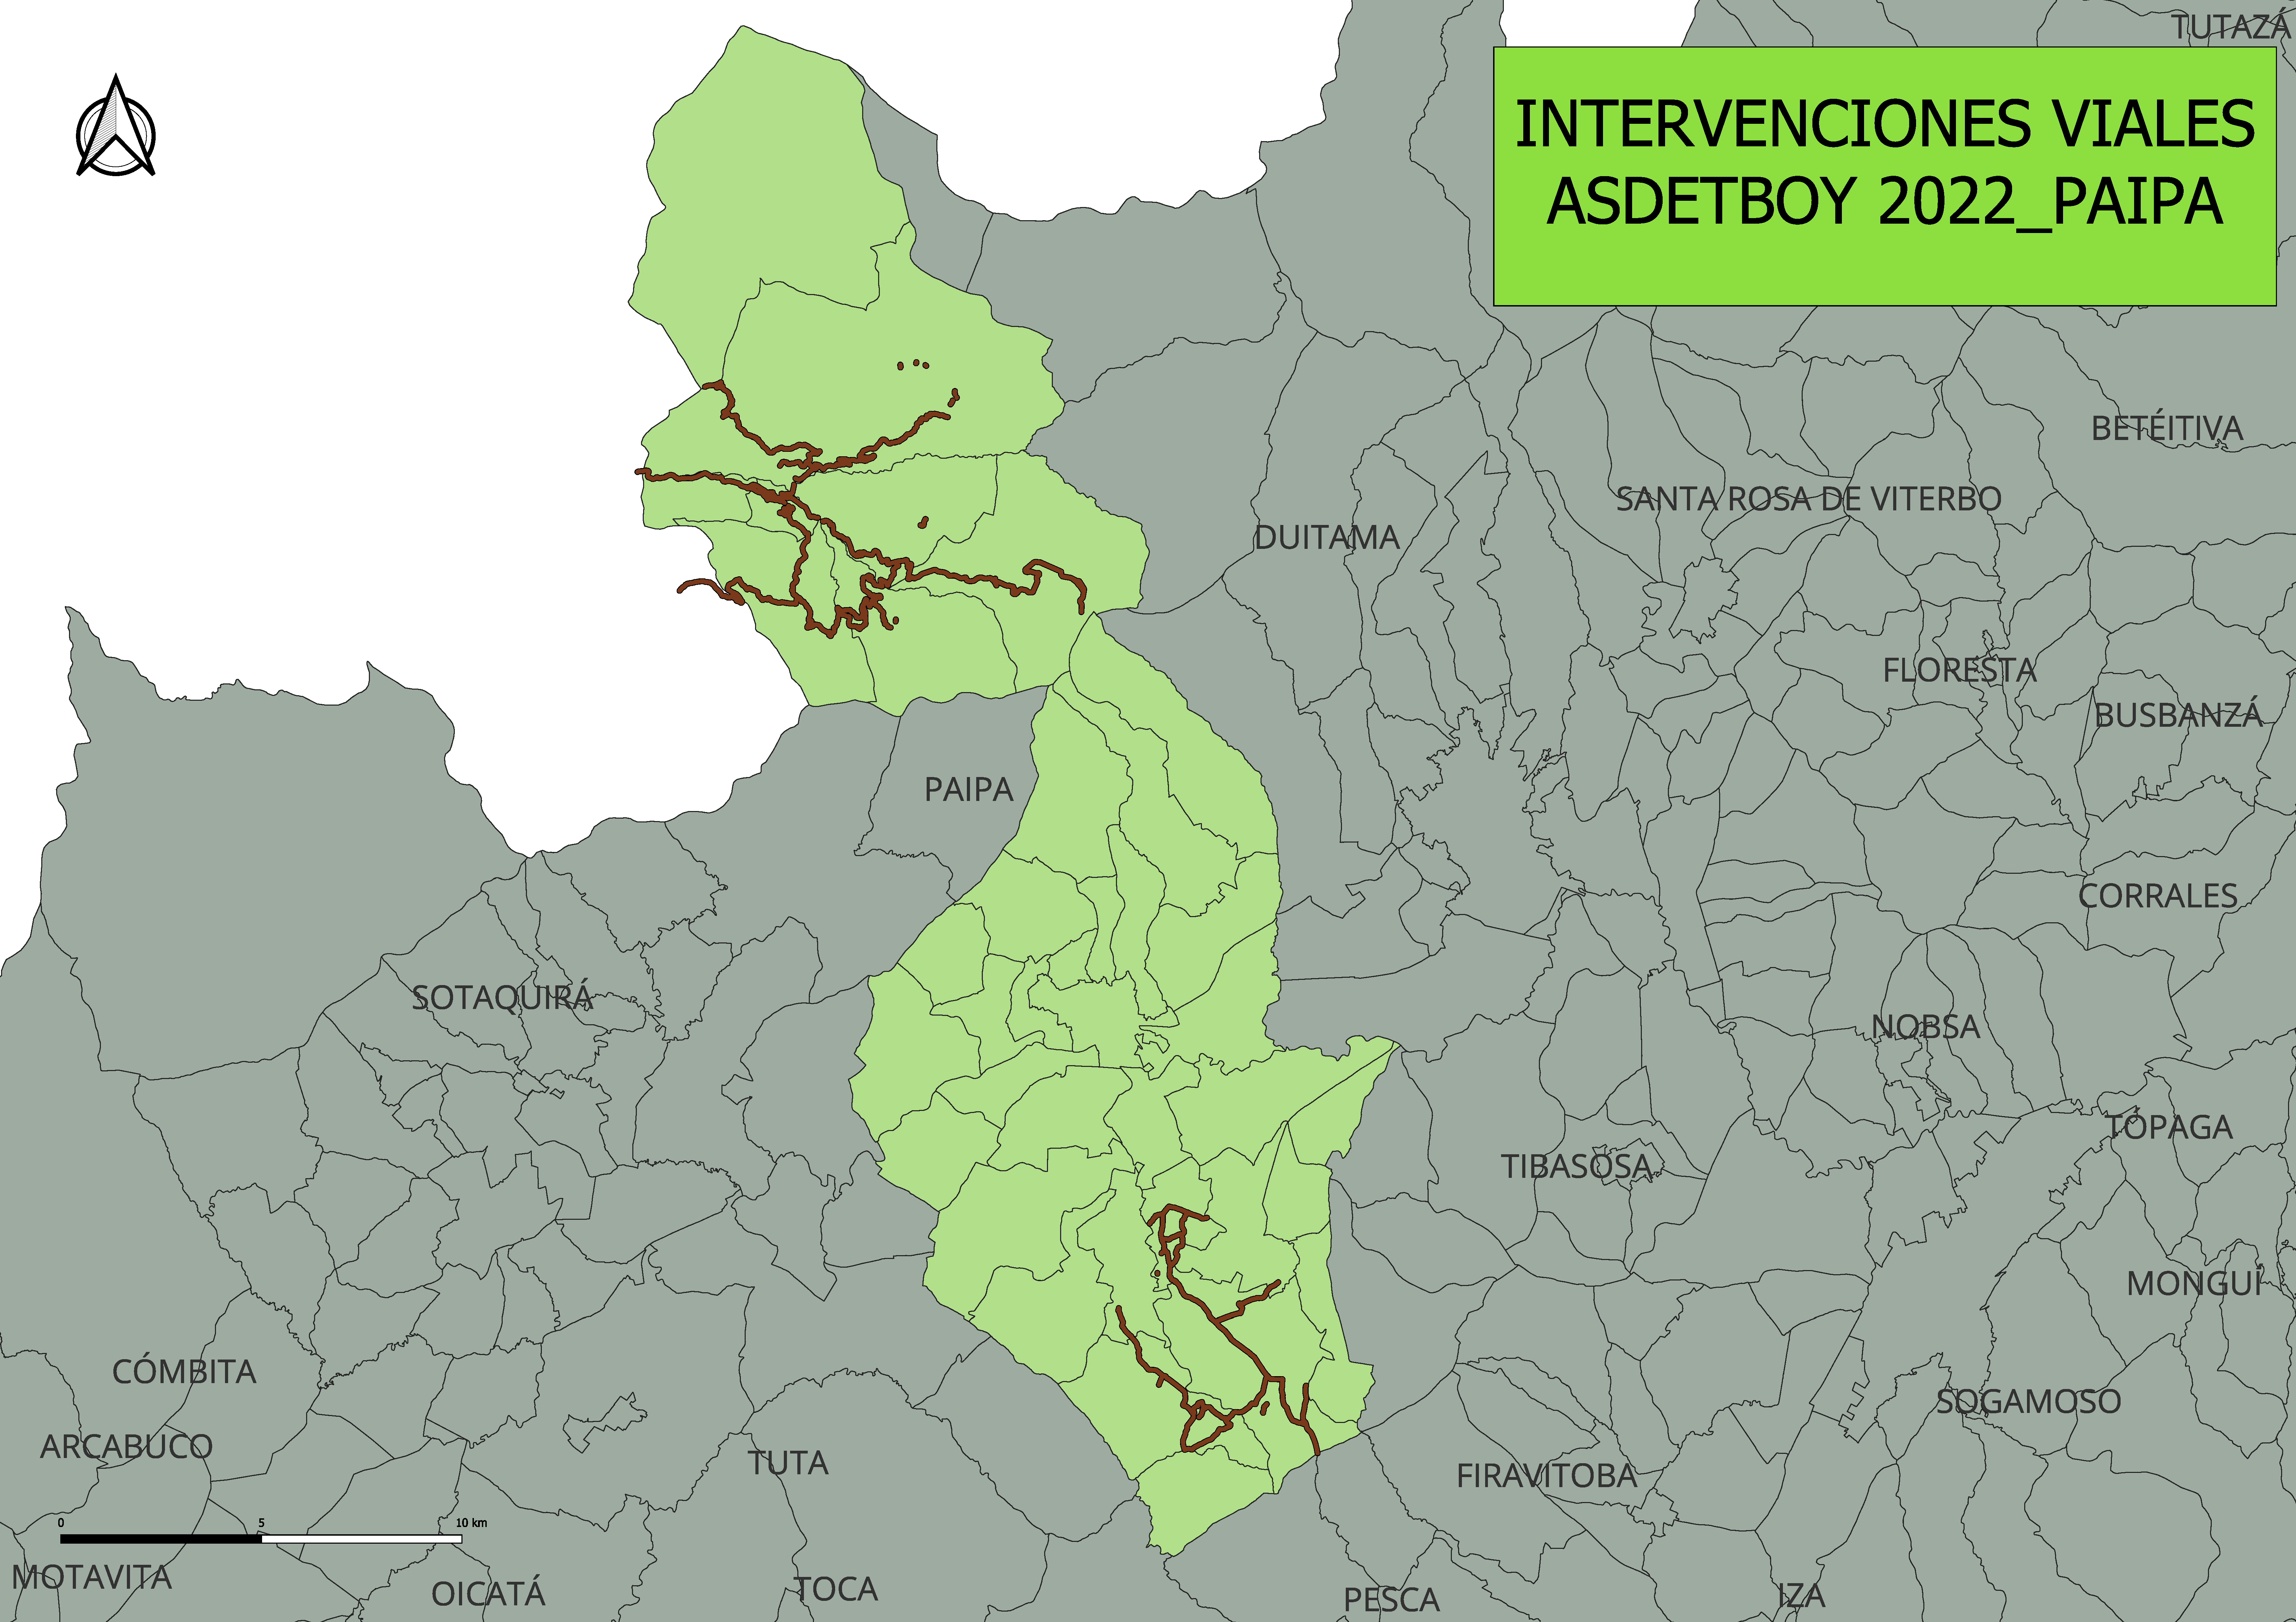 TUTAZÁ
INTERVENCIONES VIALES
ASDETBOY 2022_PAIPA
BETÉITIVA
SANTA ROSA DE VITERBO
DUITAMA
FLORESTA
BUSBANZÁ
PAIPA
CORRALES
SOTAQUIRÁ
NOBSA
TÓPAGA
TIBASOSA
MONGUÍ
CÓMBITA
SOGAMOSO
ARCABUCO
TUTA
FIRAVITOBA
0 5 10 km
MOTAVITA
OICATÁ
TOCA
PESCA
IZA